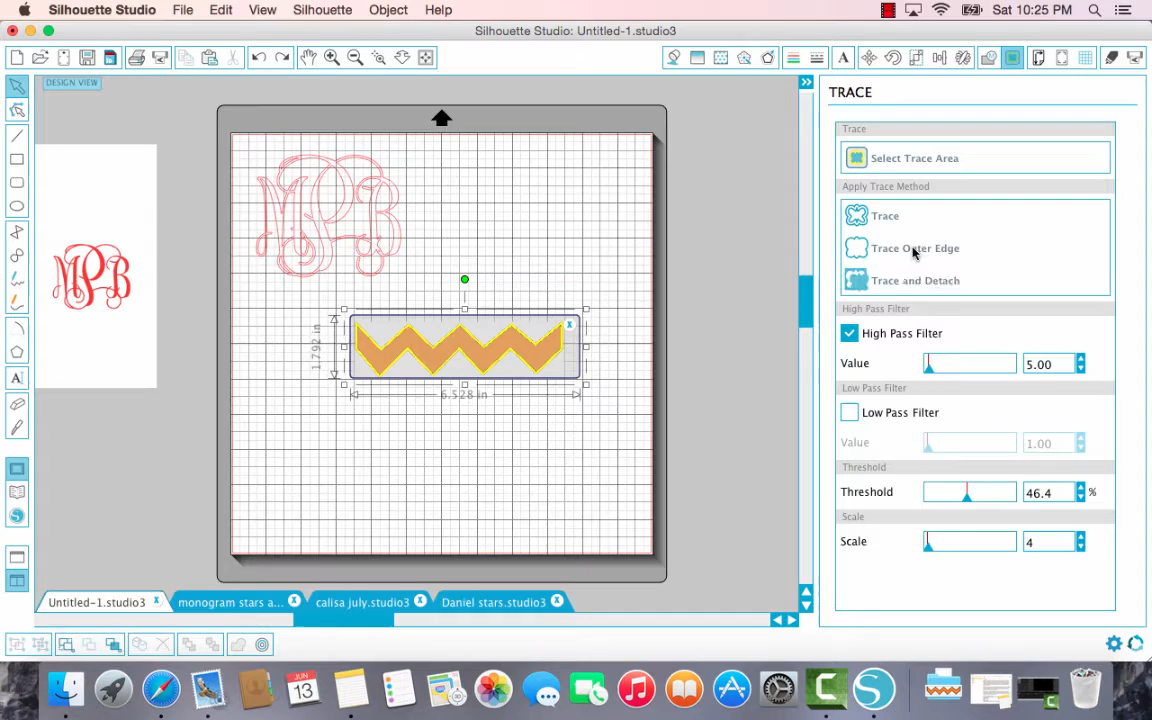 Silhouette Studio File Edit View Silhouette Object Help Sat 10:25 PM
Silhouette Studio: Untitled-1.studio3
DESIGN VIEW
TRACE
Trace
Select Trace Area
Apply Trace Method
Trace
Trace Outer Edge
Trace and Detach
High Pass Filter
High Pass Filter
Value 5.00
Low Pass Filter
Low Pass Filter
Value 1.00
Threshold
Threshold 46.4 %
Scale
Scale 4
MPB
MPB
1.792 in
6.528 in
Untitled-1.studio3 x monogram stars a... x calisa july.studio3 x Daniel stars.studio3 x
JUN
13